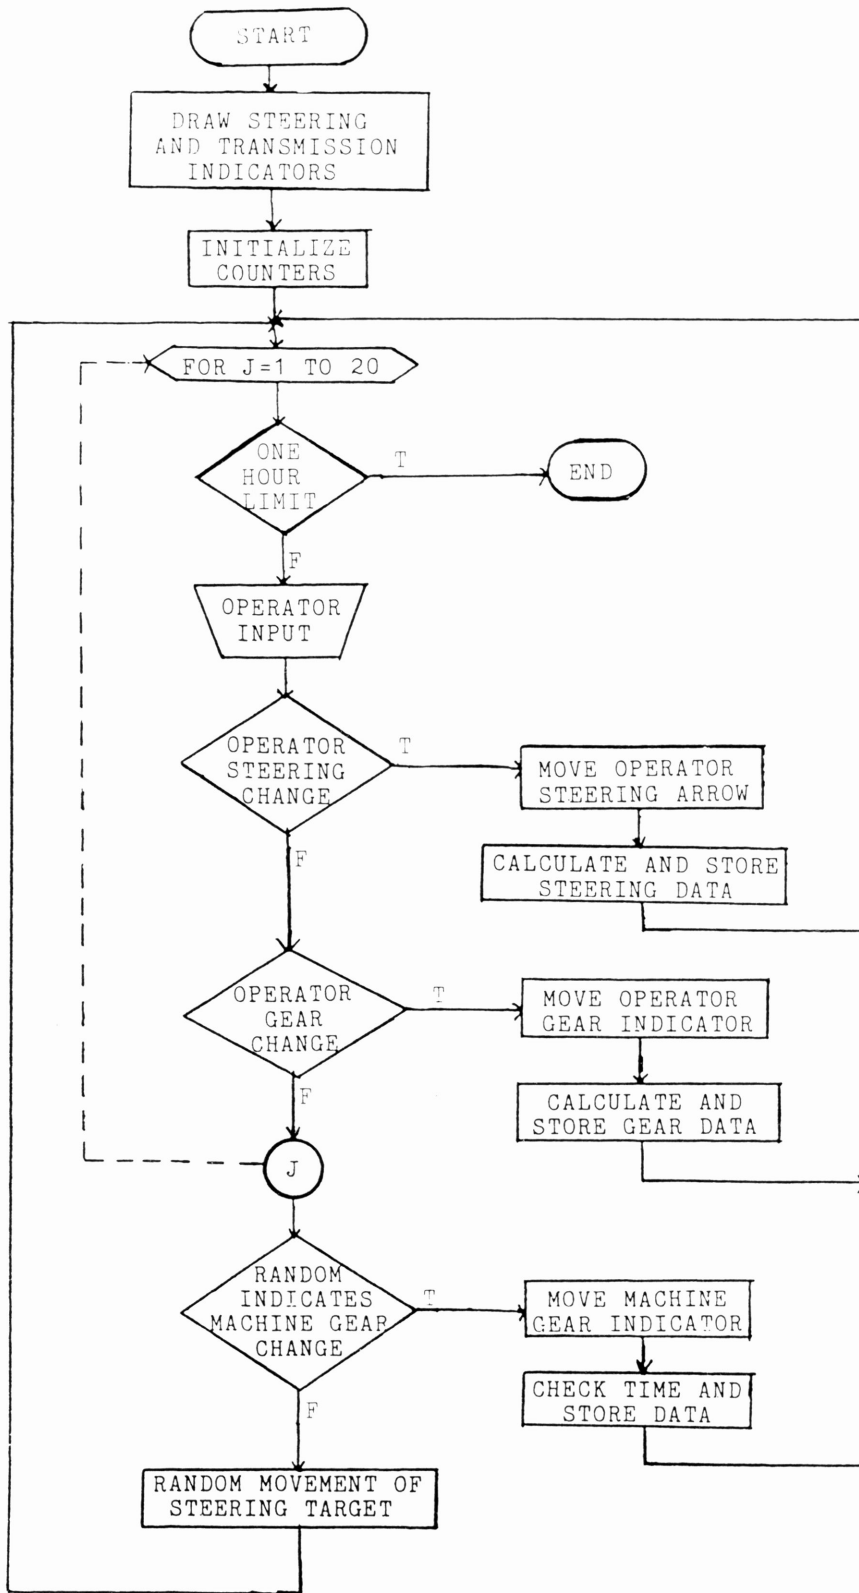 START
DRAW STEERING
AND TRANSMISSION
INDICATORS
INITIALIZE
COUNTERS
FOR J=1 TO 20
ONE
HOUR
LIMIT
T
END
F
OPERATOR
INPUT
OPERATOR
STEERING
CHANGE
T
MOVE OPERATOR
STEERING ARROW
CALCULATE AND STORE
STEERING DATA
F
OPERATOR
GEAR
CHANGE
T
MOVE OPERATOR
GEAR INDICATOR
CALCULATE AND
STORE GEAR DATA
F
J
RANDOM
INDICATES
MACHINE GEAR
CHANGE
T
MOVE MACHINE
GEAR INDICATOR
CHECK TIME AND
STORE DATA
F
RANDOM MOVEMENT OF
STEERING TARGET